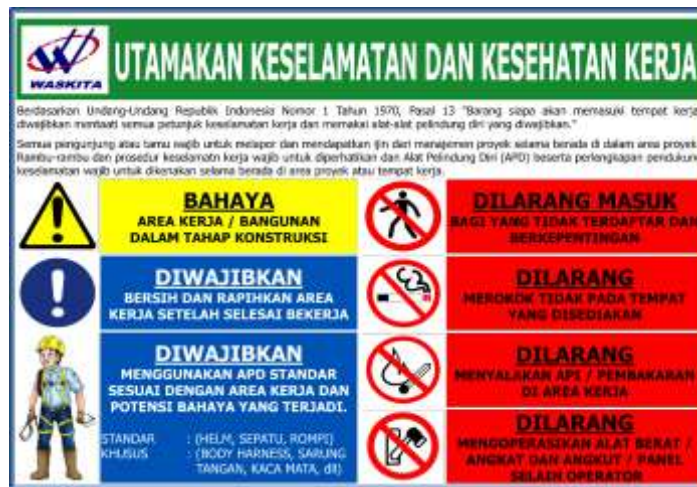 WASKITA
UTAMAKAN KESELAMATAN DAN KESEHATAN KERJA
Berdasarkan Undang-Undang Republik Indonesia Nomor 1 Tahun 1970, Pasal 13 "Barang siapa akan memasuki tempat kerja
diwajibkan mentaati semua petunjuk keselamatan kerja dan memakai alat-alat pelindung diri yang diwajibkan."
Semua pengunjung atau tamu wajib untuk melapor dan mendapatkan ijin dari manajemen proyek selama berada di dalam area proyek
Rambu-rambu dan prosedur keselamatn kerja wajib untuk diperhatikan dan Alat Pelindung Diri (APD) beserta perlengkapan pendukun
keselamatan wajib untuk dikenakan selama berada di area proyek atau tempat kerja.
BAHAYA
AREA KERJA / BANGUNAN
DALAM TAHAP KONSTRUKSI
DIWAJIBKAN
BERSIH DAN RAPIHKAN AREA
KERJA SETELAH SELESAI BEKERJA
DIWAJIBKAN
MENGGUNAKAN APD STANDAR
SESUAI DENGAN AREA KERJA DAN
POTENSI BAHAYA YANG TERJADI.
STANDAR : (HELM, SEPATU, ROMPI)
KHUSUS : (BODY HARNESS, SARUNG
TANGAN, KACA MATA, dll)
DILARANG MASUK
BAGI YANG TIDAK TERDAFTAR DAN
BERKEPENTINGAN
DILARANG
MEROKOK TIDAK PADA TEMPAT
YANG DISEDIAKAN
DILARANG
MENYALAKAN API / PEMBAKARAN
DI AREA KERJA
DILARANG
MENGOPERASIKAN ALAT BERAT /
ANGKAT DAN ANGKUT / PANEL
SELAIN OPERATOR